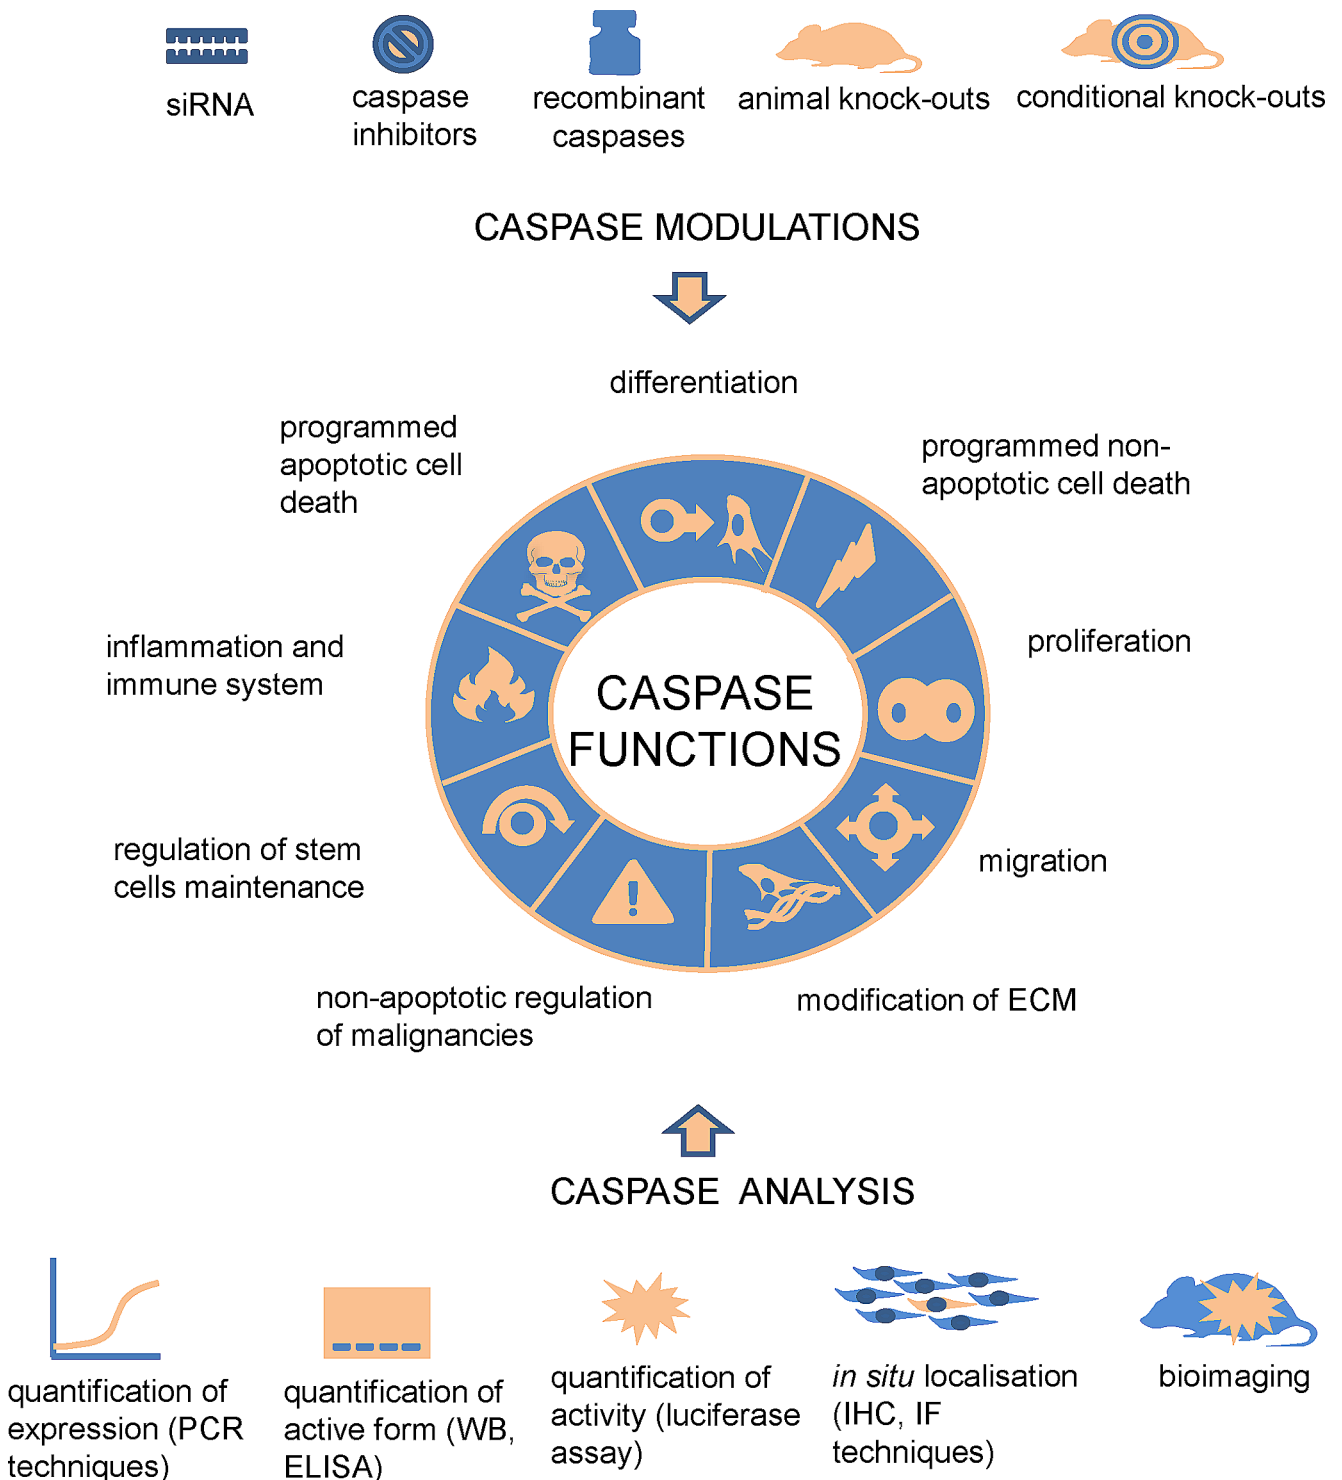 siRNA
caspase
inhibitors
recombinant
caspases
animal knock-outs
conditional knock-outs
CASPASE MODULATIONS
differentiation
programmed
apoptotic cell
death
programmed non-
apoptotic cell death
inflammation and
immune system
proliferation
CASPASE
FUNCTIONS
regulation of stem
cells maintenance
migration
!
non-apoptotic regulation
of malignancies
modification of ECM
CASPASE ANALYSIS
quantification of
expression (PCR
techniques)
quantification of
active form (WB,
ELISA)
quantification of
activity (luciferase
assay)
in situ localisation
(IHC, IF
techniques)
bioimaging